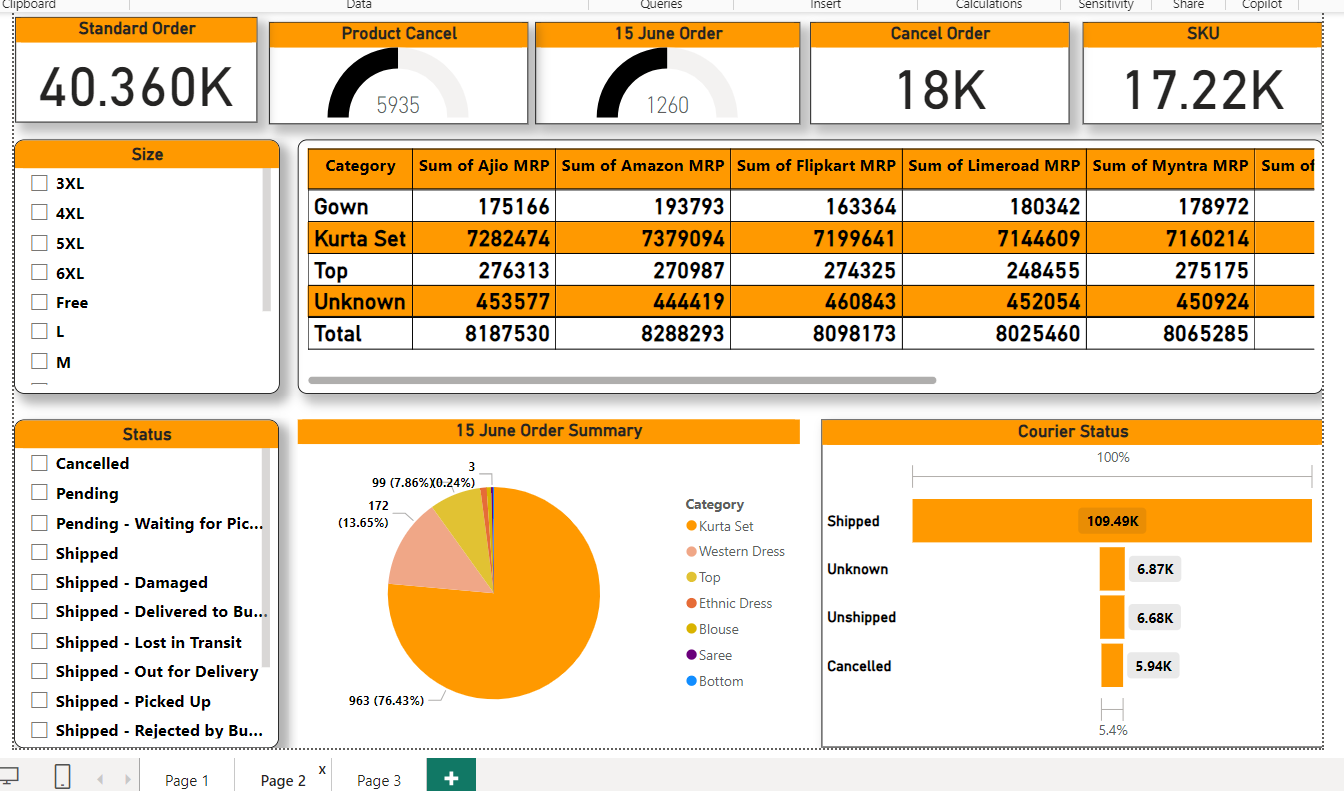 Clipboard Data Queries Insert Calculations Sensitivity Share Copilot
Standard Order
40.360K
Product Cancel
5935
15 June Order
1260
Cancel Order
18K
SKU
17.22K
Size
3XL
4XL
5XL
6XL
Free
L
M
Category Sum of Ajio MRP Sum of Amazon MRP Sum of Flipkart MRP Sum of Limeroad MRP Sum of Myntra MRP Sum of
Gown 175166 193793 163364 180342 178972
Kurta Set 7282474 7379094 7199641 7144609 7160214
Top 276313 270987 274325 248455 275175
Unknown 453577 444419 460843 452054 450924
Total 8187530 8288293 8098173 8025460 8065285
Status
Cancelled
Pending
Pending - Waiting for Pic...
Shipped
Shipped - Damaged
Shipped - Delivered to Bu...
Shipped - Lost in Transit
Shipped - Out for Delivery
Shipped - Picked Up
Shipped - Rejected by Bu...
15 June Order Summary
3
(0.24%)
99 (7.86%)
172
(13.65%)
963 (76.43%)
Category
Kurta Set
Western Dress
Top
Ethnic Dress
Blouse
Saree
Bottom
Courier Status
100%
Shipped 109.49K
Unknown 6.87K
Unshipped 6.68K
Cancelled 5.94K
5.4%
Page 1 Page 2 x Page 3 +